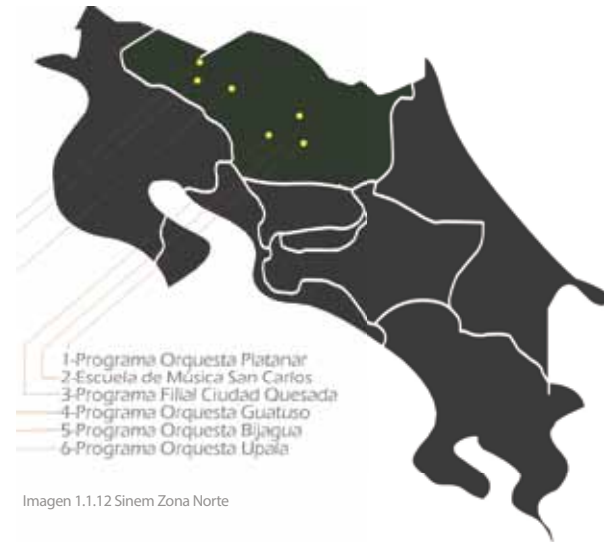 1-Programa Orquesta Platanar
2-Escuela de Música San Carlos
3-Programa Filial Ciudad Quesada
4-Programa Orquesta Guatuso
5-Programa Orquesta Bijagua
6-Programa Orquesta Upala
Imagen 1.1.12 Sinem Zona Norte